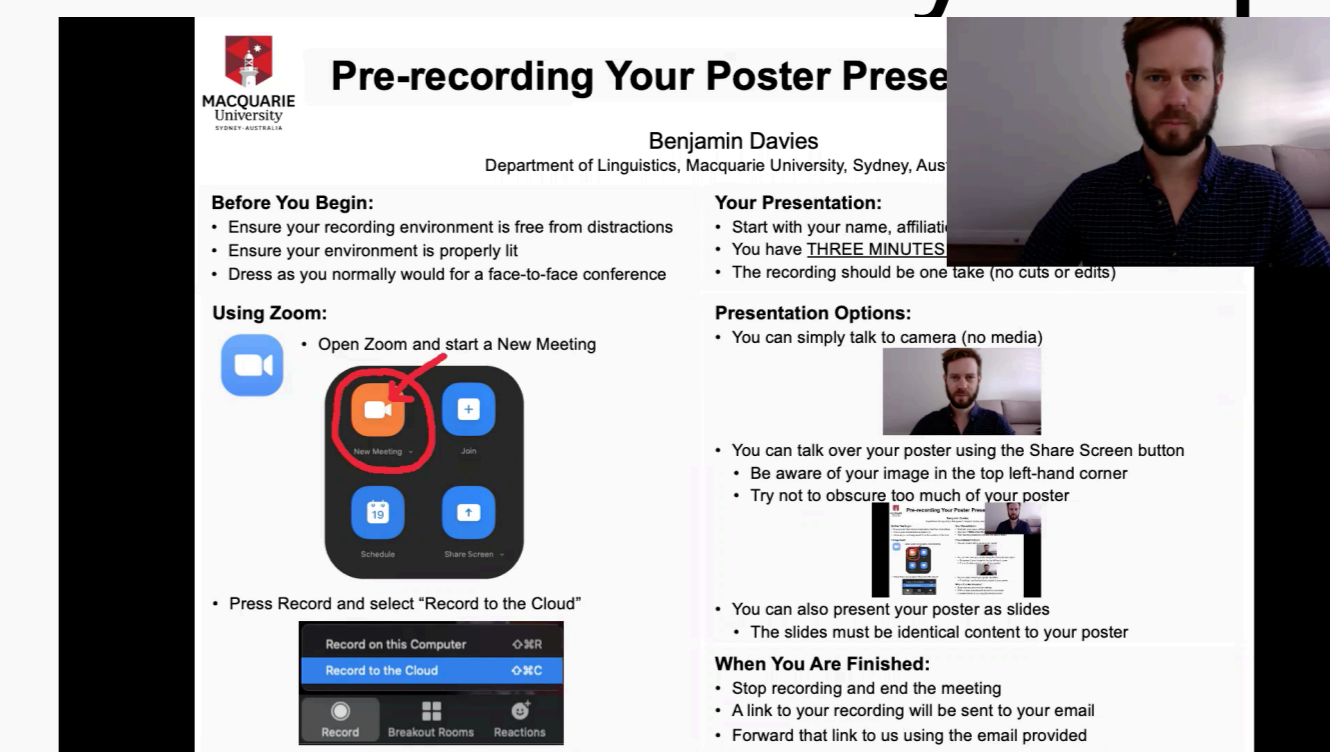 MACQUARIE
University
SYDNEY-AUSTRALIA
Pre-recording Your Poster
Benjamin Davies
Department of Linguistics, Macquarie University, Sydney,
Before You Begin:
• Ensure your recording environment is free from distractions
• Ensure your environment is properly lit
• Dress as you normally would for a face-to-face conference
Using Zoom:
• Open Zoom and start a New Meeting
New Meeting
Join
19
Schedule
Share Screen
• Press Record and select “Record to the Cloud”
Record on this Computer ⇧⌘R
Record to the Cloud ⇧⌘C
Record
Breakout Rooms
Reactions
Your Presentation:
• Start with your name,
• You have THREE MINUTES
• The recording should be one take (no cuts or edits)
Presentation Options:
• You can simply talk to camera (no media)
• You can talk over your poster using the Share Screen button
• Be aware of your image in the top left-hand corner
• Try not to obscure too much of your poster
Pre-recording Your Poster
• You can also present your poster as slides
• The slides must be identical content to your poster
When You Are Finished:
• Stop recording and end the meeting
• A link to your recording will be sent to your email
• Forward that link to us using the email provided